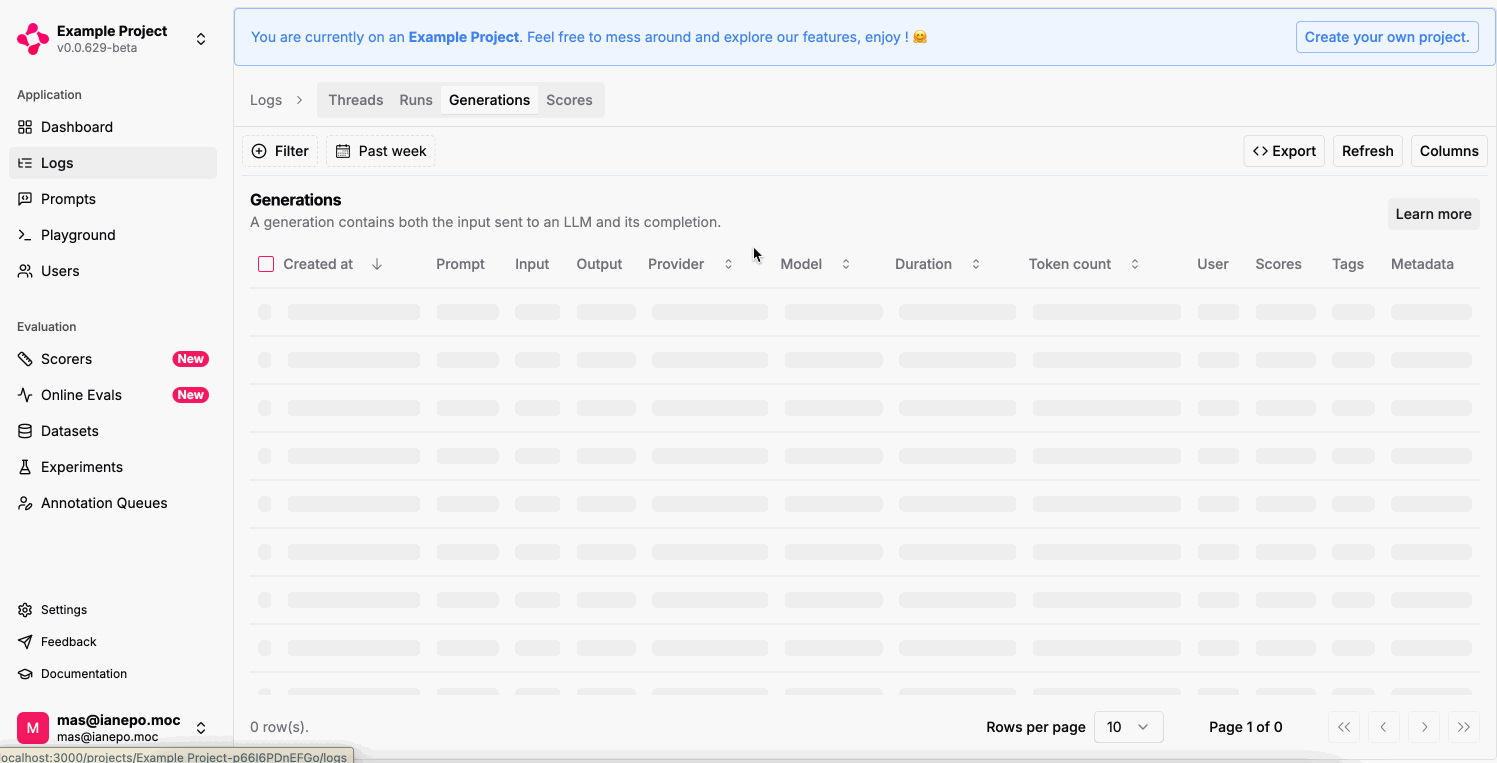 Example Project
v0.0.629-beta
You are currently on an Example Project. Feel free to mess around and explore our features, enjoy ! 🤗
Create your own project.
Application
Dashboard
Logs
Prompts
Playground
Users
Evaluation
Scorers New
Online Evals New
Datasets
Experiments
Annotation Queues
Settings
Feedback
Documentation
M
mas@ianepo.moc
mas@ianepo.moc
Logs
Threads Runs Generations Scores
Filter Past week
Export Refresh Columns
Generations
A generation contains both the input sent to an LLM and its completion.
Learn more
Created at Prompt Input Output Provider Model Duration Token count User Scores Tags Metadata
0 row(s).
Rows per page 10 Page 1 of 0
ocalhost:3000/projects/Example Project-p66I6PDnEFGo/logs